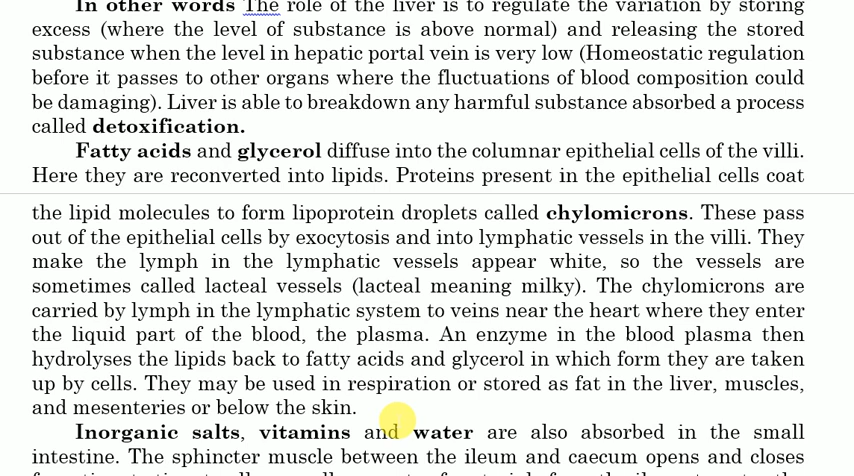 In other words The role of the liver is to regulate the variation by storing
excess (where the level of substance is above normal) and releasing the stored
substance when the level in hepatic portal vein is very low (Homeostatic regulation
before it passes to other organs where the fluctuations of blood composition could
be damaging). Liver is able to breakdown any harmful substance absorbed a process
called detoxification.
Fatty acids and glycerol diffuse into the columnar epithelial cells of the villi.
Here they are reconverted into lipids. Proteins present in the epithelial cells coat
the lipid molecules to form lipoprotein droplets called chylomicrons. These pass
out of the epithelial cells by exocytosis and into lymphatic vessels in the villi. They
make the lymph in the lymphatic vessels appear white, so the vessels are
sometimes called lacteal vessels (lacteal meaning milky). The chylomicrons are
carried by lymph in the lymphatic system to veins near the heart where they enter
the liquid part of the blood, the plasma. An enzyme in the blood plasma then
hydrolyses the lipids back to fatty acids and glycerol in which form they are taken
up by cells. They may be used in respiration or stored as fat in the liver, muscles,
and mesenteries or below the skin.
Inorganic salts, vitamins and water are also absorbed in the small
intestine. The sphincter muscle between the ileum and caecum opens and closes